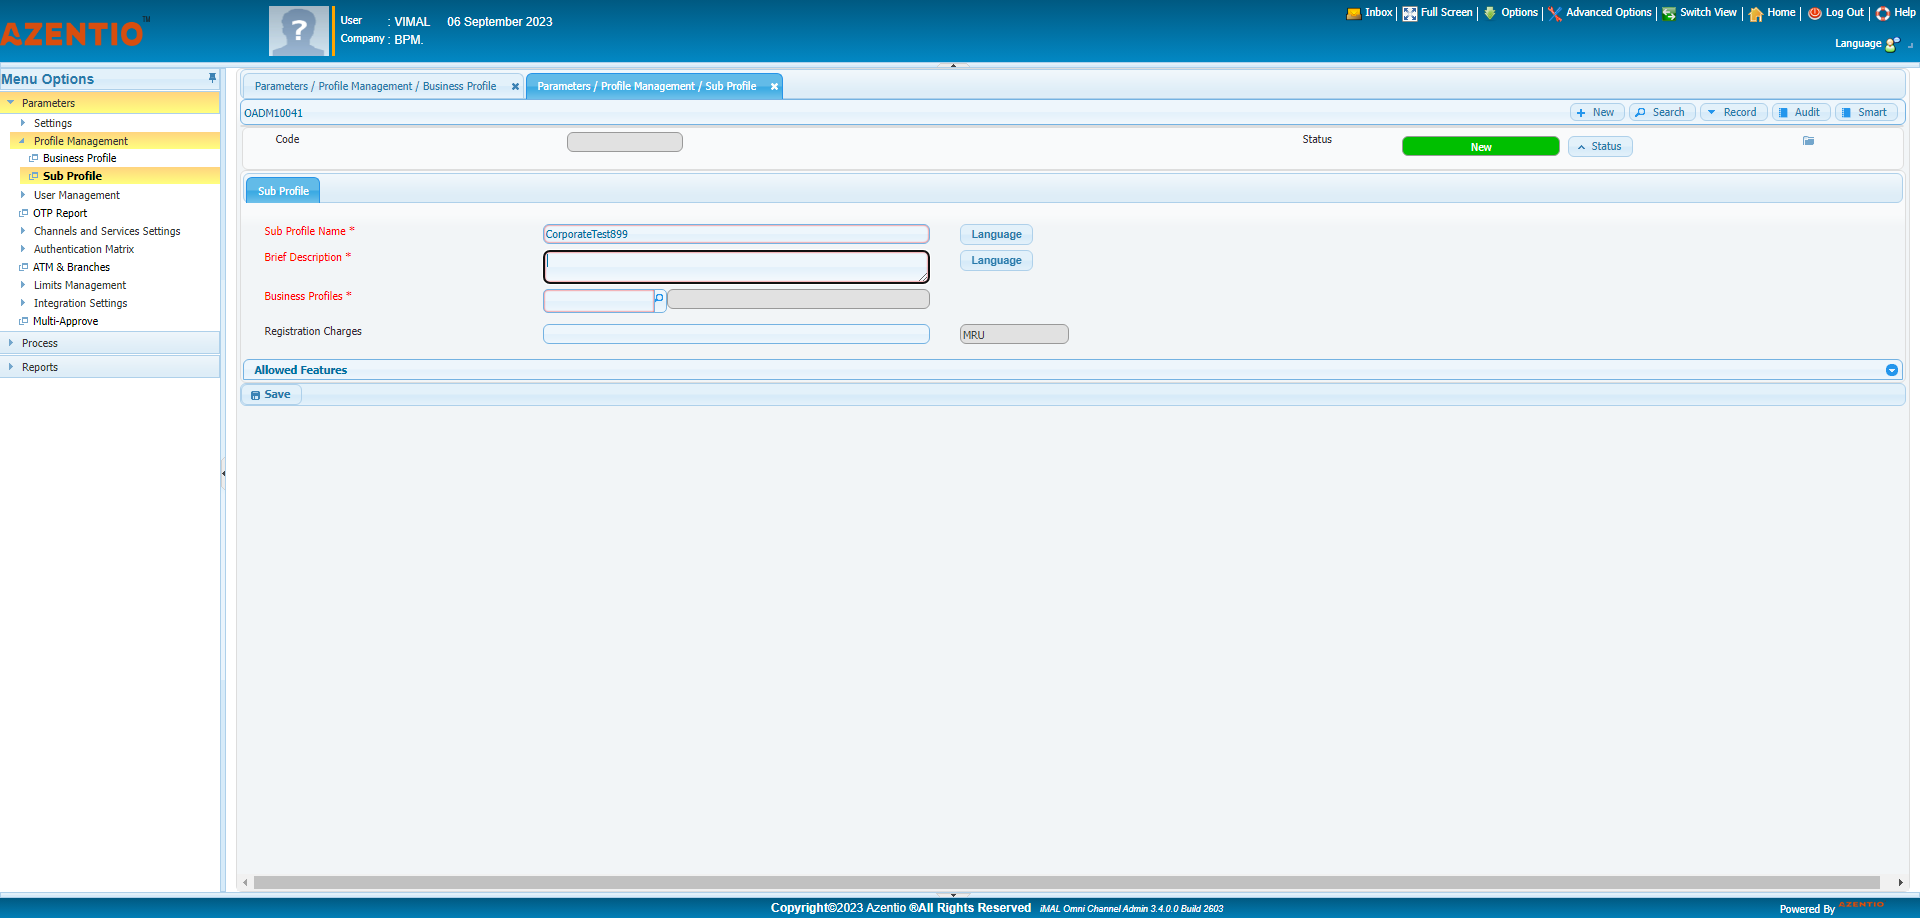 AZENTIO™
User : VIMAL 06 September 2023
Company : BPM.
Inbox Full Screen Options Advanced Options Switch View Home Log Out Help
Language
Menu Options
Parameters
Settings
Profile Management
Business Profile
Sub Profile
User Management
OTP Report
Channels and Services Settings
Authentication Matrix
ATM & Branches
Limits Management
Integration Settings
Multi-Approve
Process
Reports
Parameters / Profile Management / Business Profile
Parameters / Profile Management / Sub Profile
OADM10041
New Search Record Audit Smart
Code
Status New Status
Sub Profile
Sub Profile Name * CorporateTest899 Language
Brief Description * Language
Business Profiles *
Registration Charges MRU
Allowed Features
Save
Copyright©2023 Azentio ®All Rights Reserved iMAL Omni Channel Admin 3.4.0.0 Build 2603
Powered By AZENTIO